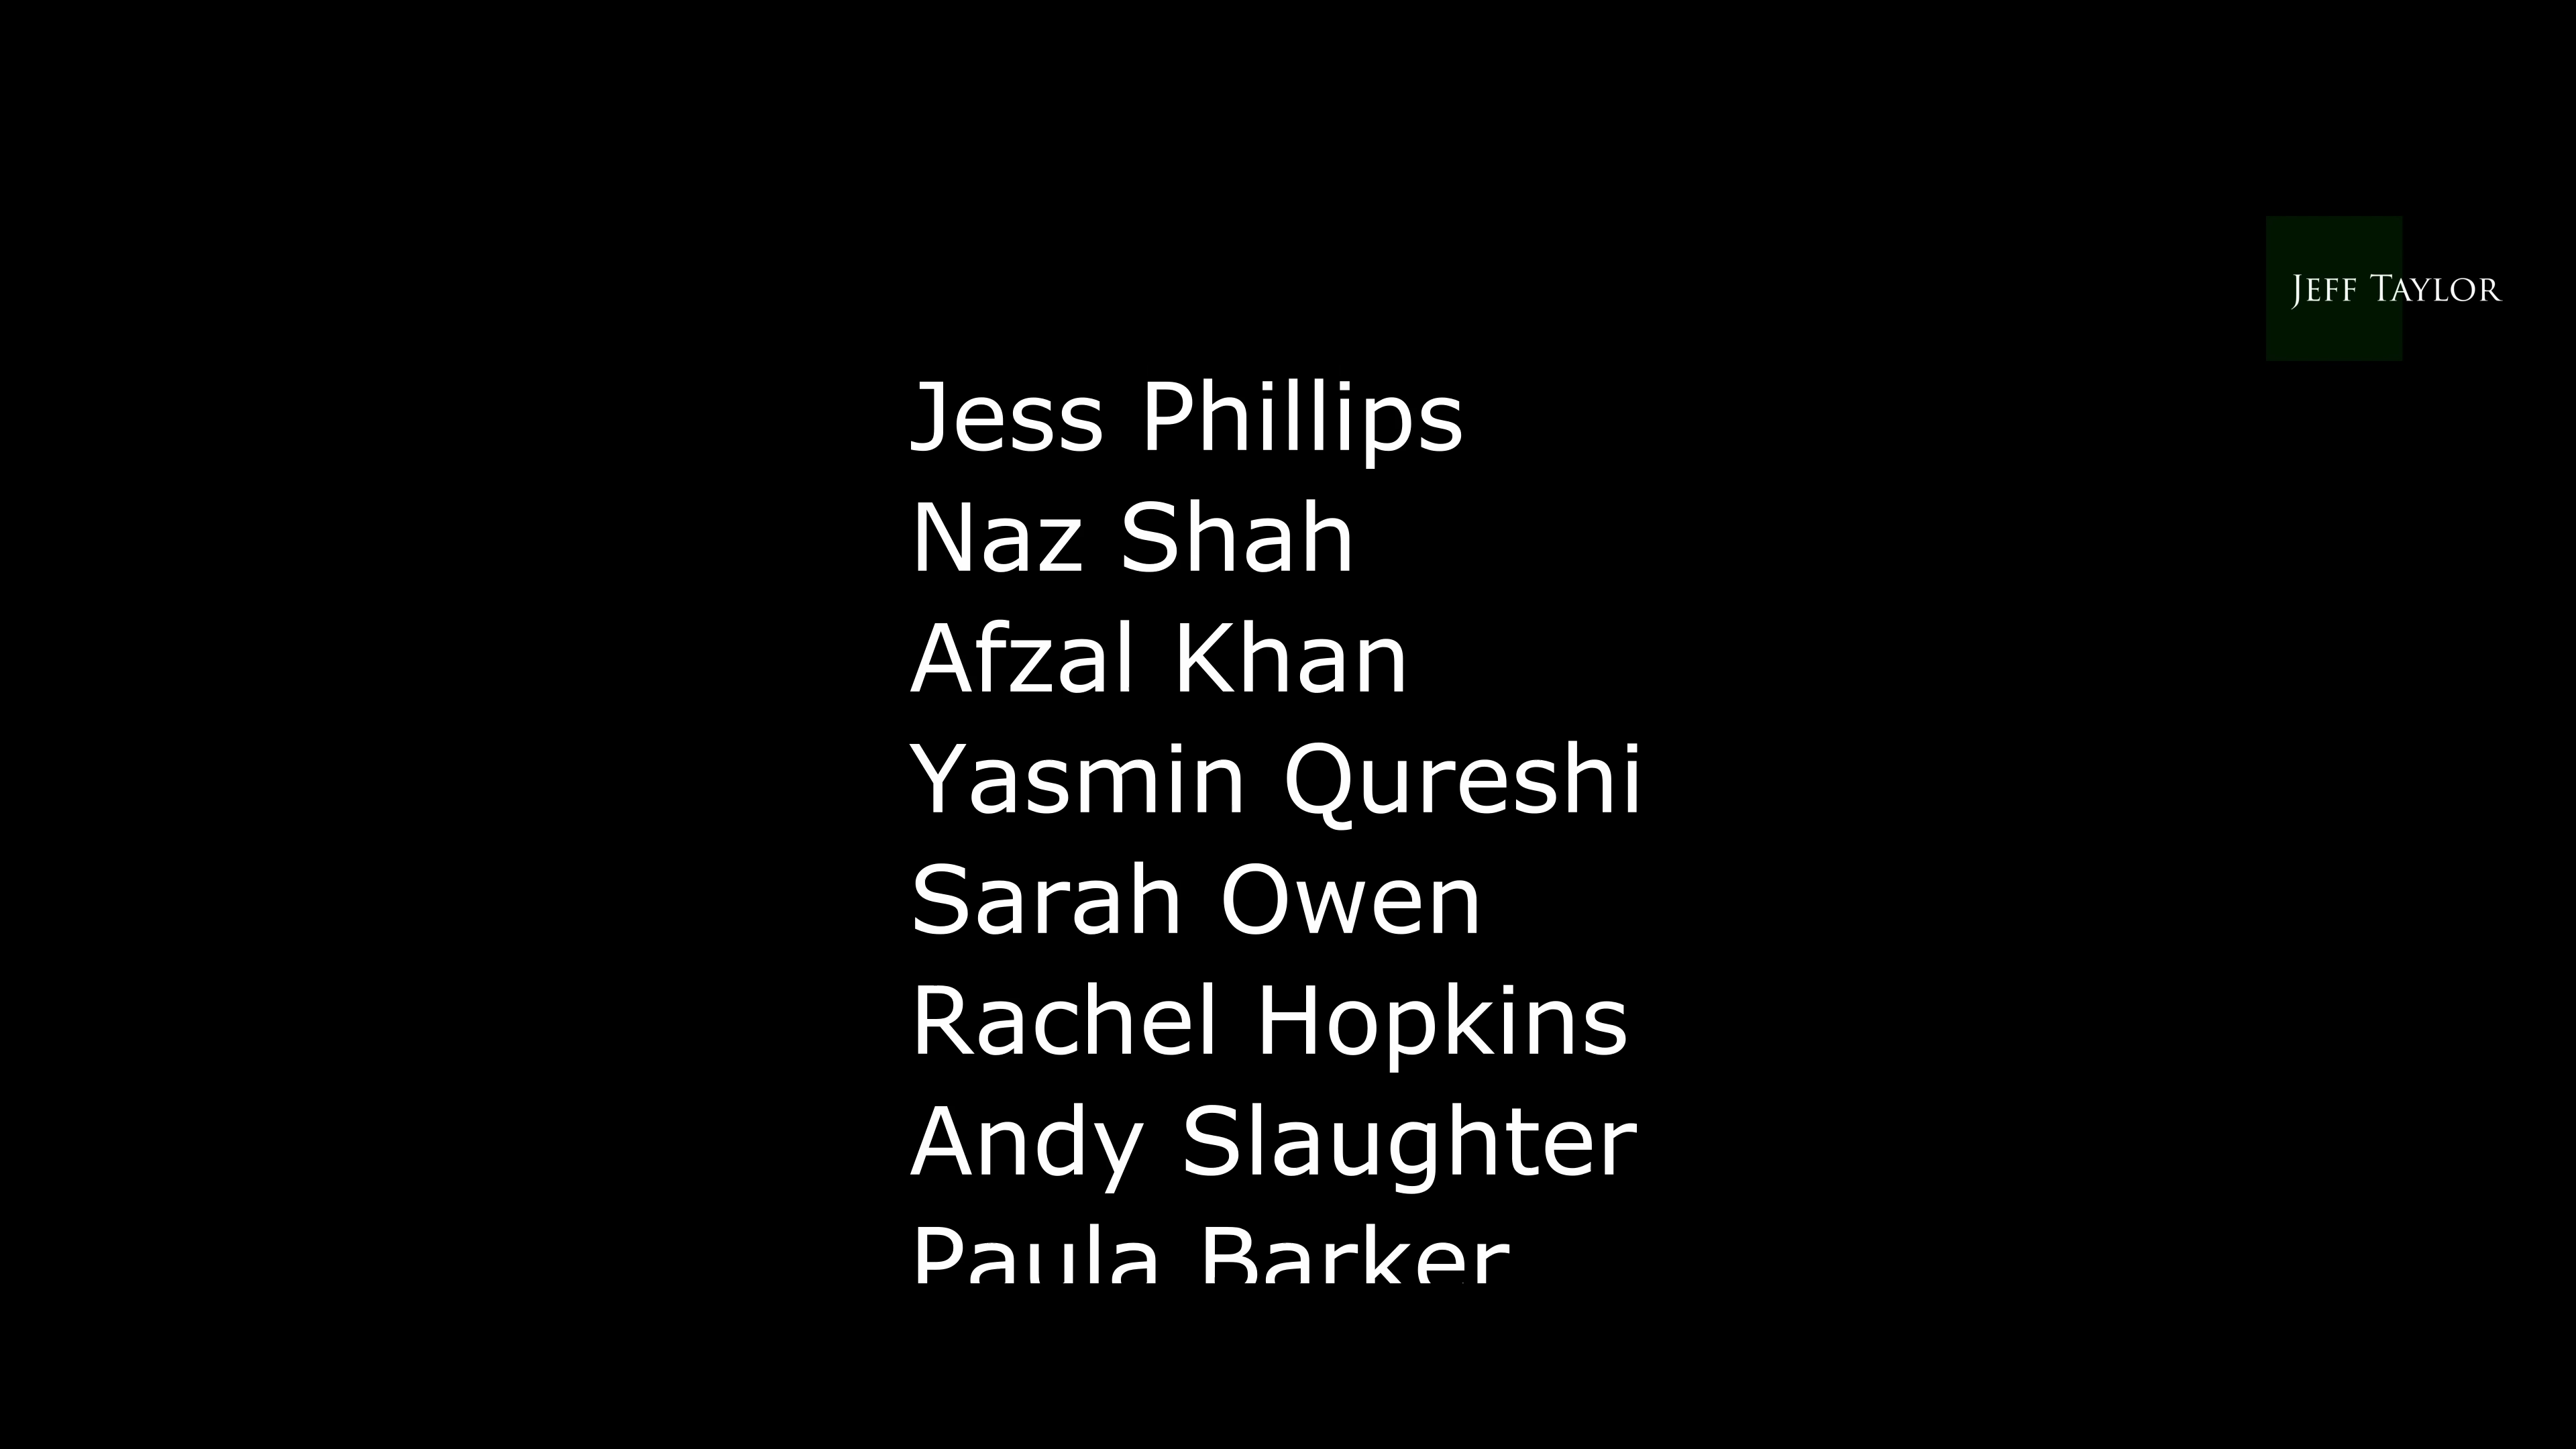 Jeff Taylor
Jess Phillips
Naz Shah
Afzal Khan
Yasmin Qureshi
Sarah Owen
Rachel Hopkins
Andy Slaughter
Paula Barker